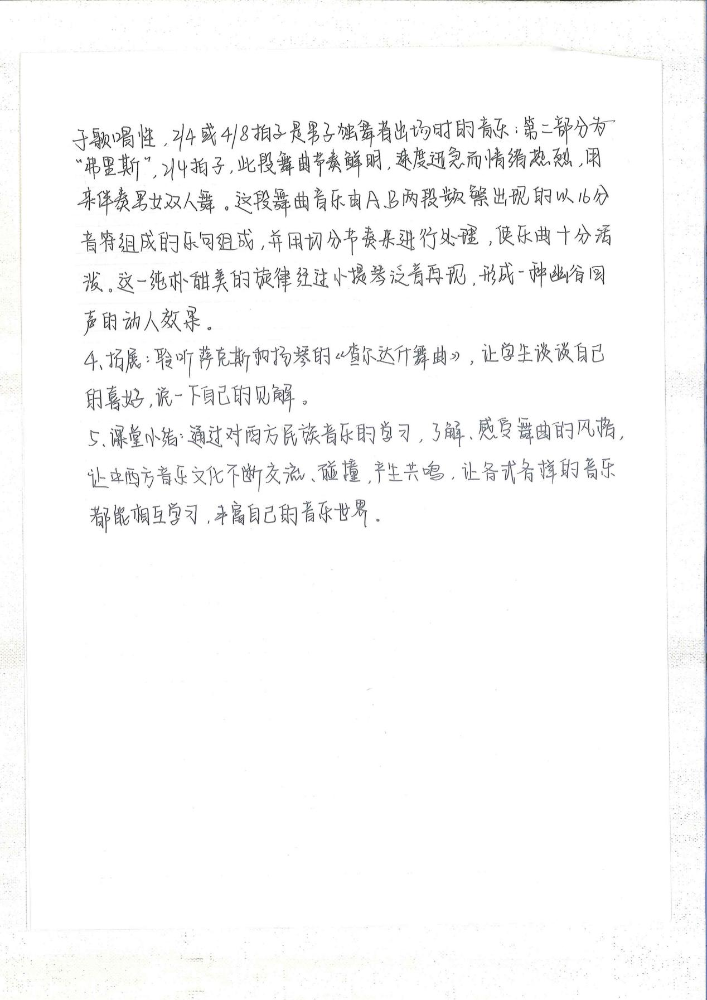 于歌唱性，2/4或4/8拍子是男子独舞者出场时的音乐；第二部分为
“弗里斯”，2/4拍子，此段舞曲节奏鲜明，速度迅急而情绪热烈，用
来伴奏男女双人舞。这段舞曲音乐由A、B两段频繁出现的以16分
音符组成的乐句组成，并用切分节奏来进行处理，使乐曲十分活
泼。这一纯朴甜美的旋律经过小提琴泛音再现，形成一种幽谷回
声的动人效果。
4、拓展：聆听萨克斯和扬琴的《查尔达什舞曲》，让学生谈谈自己
的喜好，说一下自己的见解。
5、课堂小结：通过对西方民族音乐的学习，了解、感受舞曲的风格，
让中西方音乐文化不断交流、碰撞，产生共鸣，让各式各样的音乐
都能相互学习，丰富自己的音乐世界。